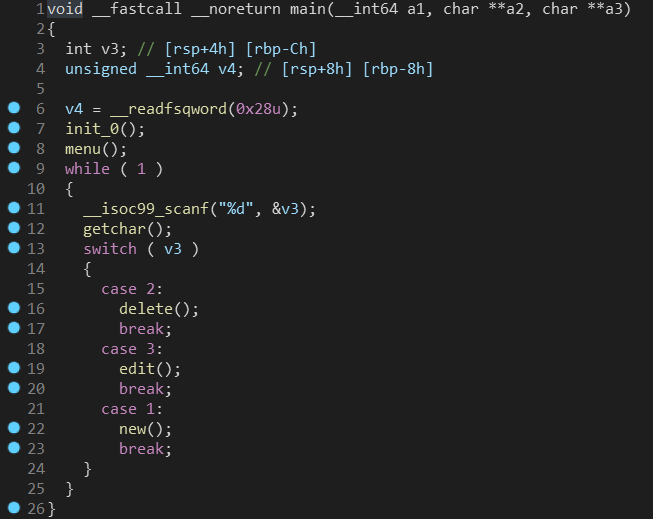 1 void __fastcall __noreturn main(__int64 a1, char **a2, char **a3)
2 {
3   int v3; // [rsp+4h] [rbp-Ch]
4   unsigned __int64 v4; // [rsp+8h] [rbp-8h]
5
6   v4 = __readfsqword(0x28u);
7   init_0();
8   menu();
9   while ( 1 )
10   {
11     __isoc99_scanf("%d", &v3);
12     getchar();
13     switch ( v3 )
14     {
15       case 2:
16         delete();
17         break;
18       case 3:
19         edit();
20         break;
21       case 1:
22         new();
23         break;
24     }
25   }
26 }